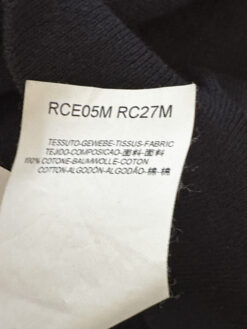 RCE05M RC27M
TESSUTO-GEWEBE-TISSUS-FABRIC
TEJIDO-COMPOSICAO-面料-面料
100% COTONE-BAUMWOLLE-COTON
COTTON-ALGODÓN-ALGODÃO-棉-棉